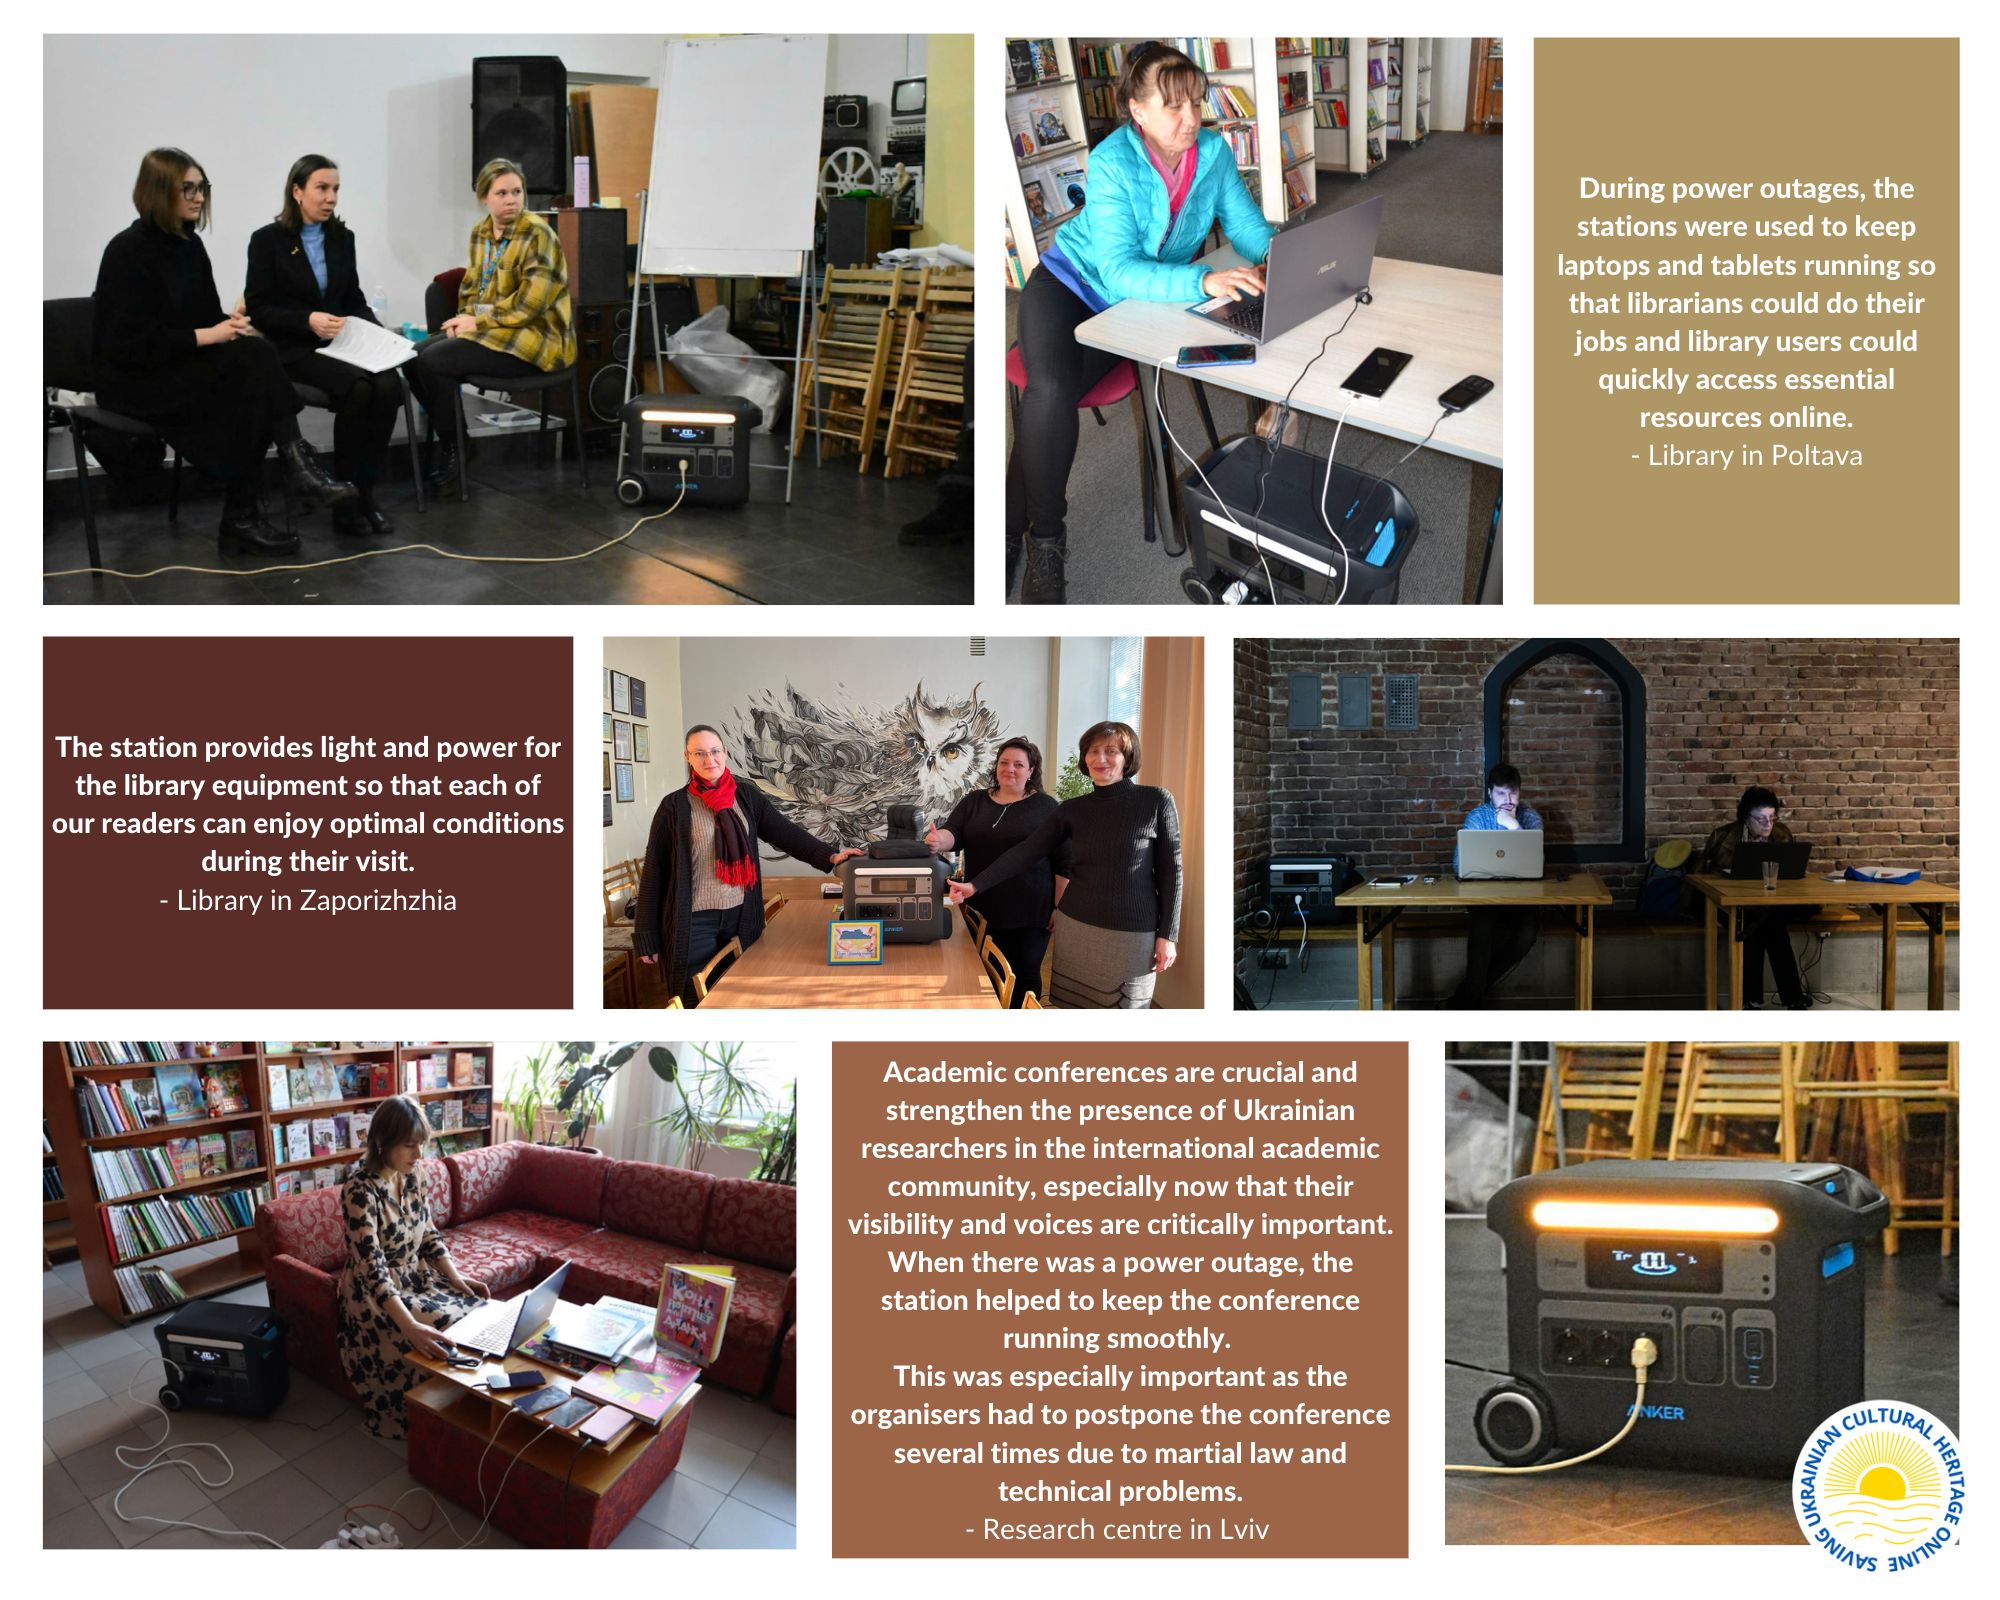 During power outages, the
stations were used to keep
laptops and tablets running so
that librarians could do their
jobs and library users could
quickly access essential
resources online.
- Library in Poltava
ASUS
The station provides light and power for
the library equipment so that each of
our readers can enjoy optimal conditions
during their visit.
- Library in Zaporizhzhia
ANKER
Academic conferences are crucial and
strengthen the presence of Ukrainian
researchers in the international academic
community, especially now that their
visibility and voices are critically important.
When there was a power outage, the
station helped to keep the conference
running smoothly.
This was especially important as the
organisers had to postpone the conference
several times due to martial law and
technical problems.
- Research centre in Lviv
100
ANKER
SAVING UKRAINIAN CULTURAL HERITAGE ONLINE